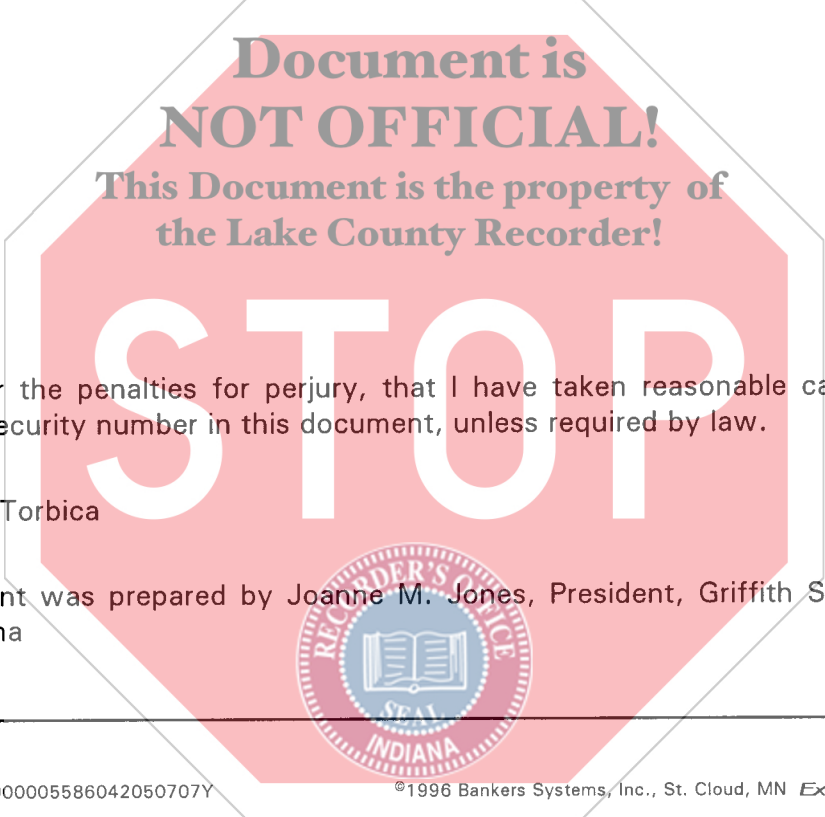 Document is
NOT OFFICIAL!
This Document is the property of
the Lake County Recorder!
STOP
the penalties for perjury, that I have taken reasonable
ecurity number in this document, unless required by law.
Torbica
nt was prepared by Joanne M. Jones, President, Griffith S
na
RECORDER'S OFFICE
SEAL
INDIANA
00005586042050707Y
©1996 Bankers Systems, Inc., St. Cloud, MN Ex